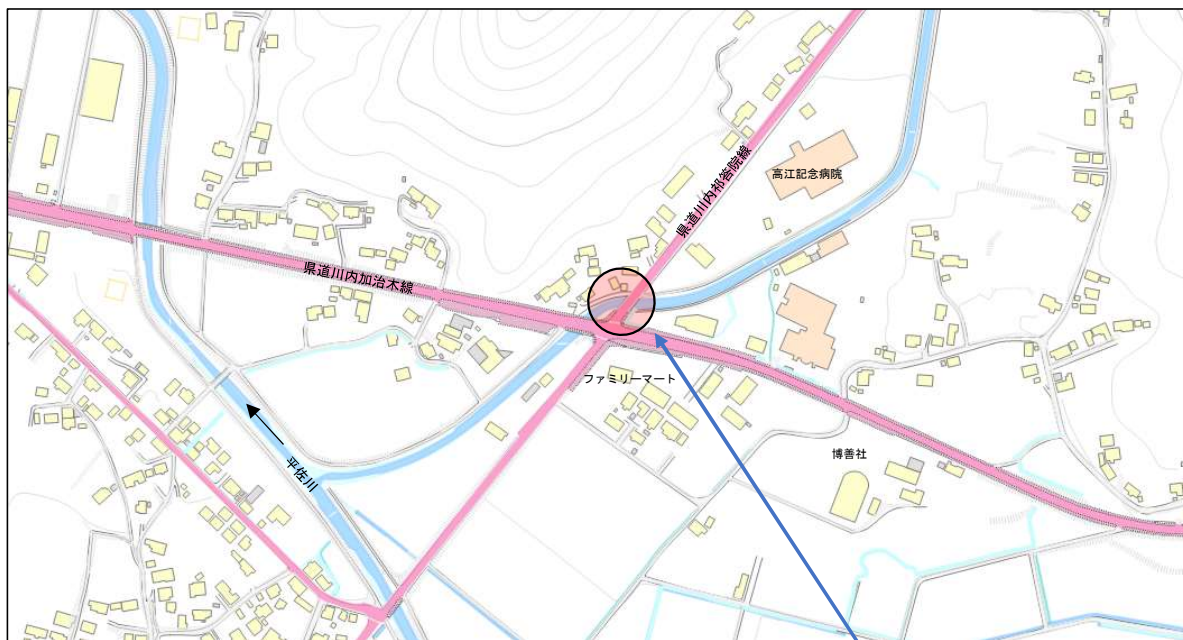 高江記念病院
県道川内祁答院線
県道川内加治木線
ファミリーマート
博善社
平佐川